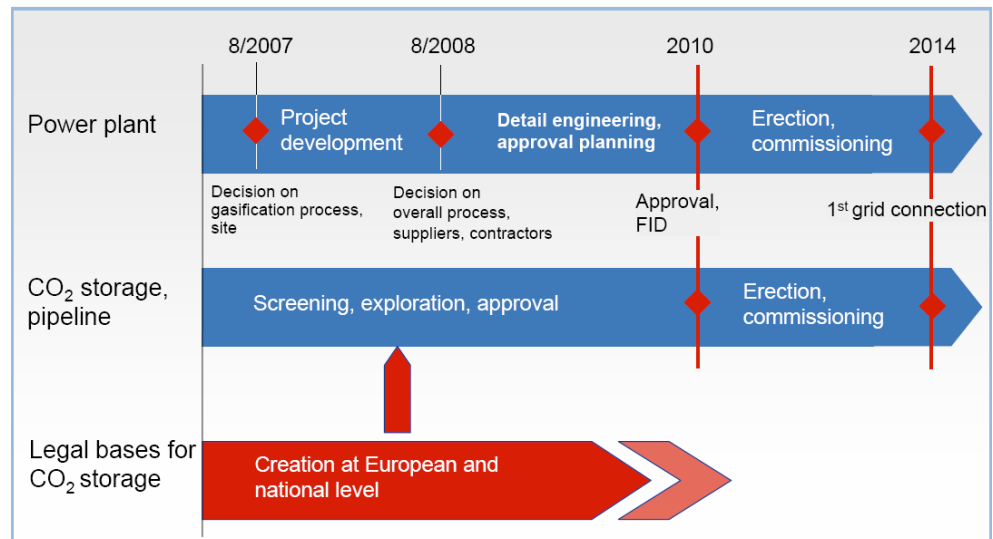 8/2007
8/2008
2010
2014
Power plant
Project
development
Detail engineering,
approval planning
Erection,
commissioning
Decision on
gasification process,
site
Decision on
overall process,
suppliers, contractors
Approval,
FID
1st grid connection
CO2 storage,
pipeline
Screening, exploration, approval
Erection,
commissioning
Legal bases for
CO2 storage
Creation at European and
national level